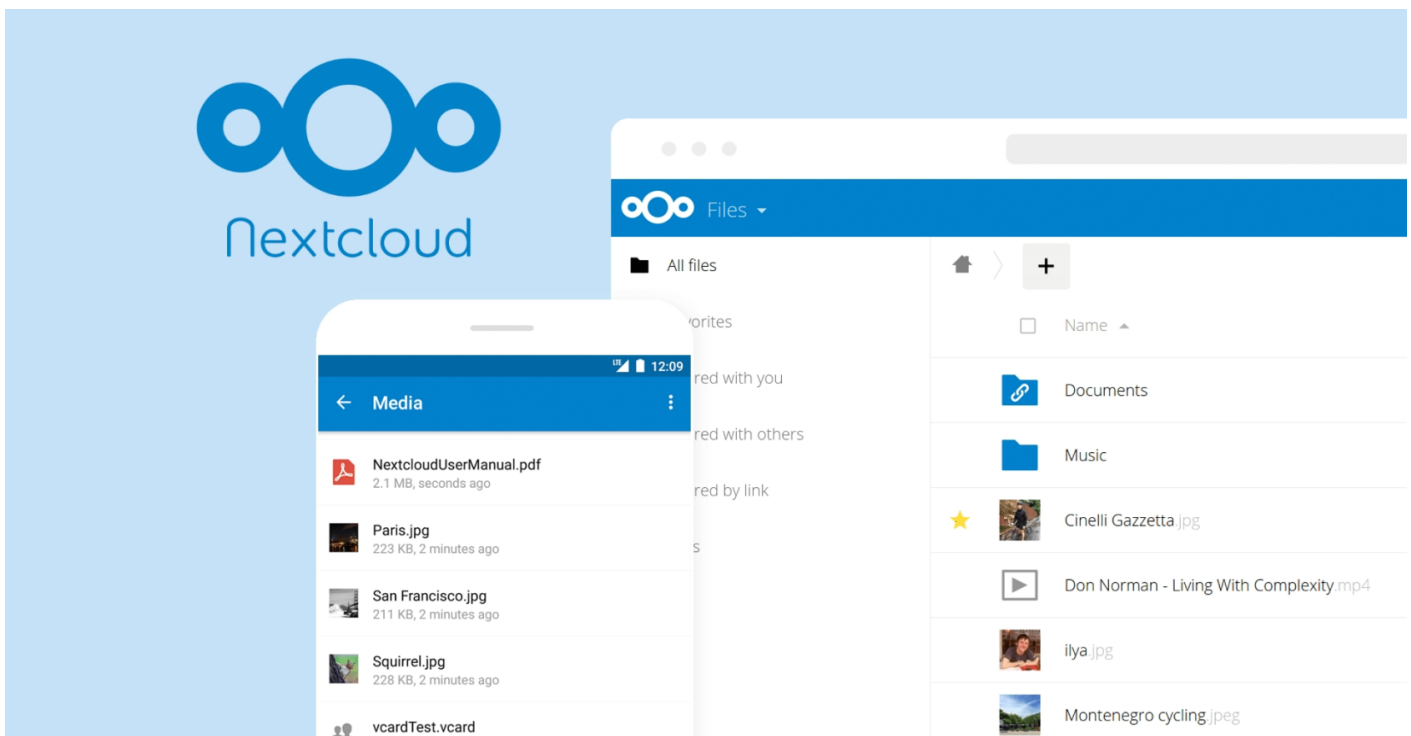 Nextcloud
Files
All files
vorites
red with you
red with others
red by link
s
Name
Documents
Music
Cinelli Gazzetta.jpg
Don Norman - Living With Complexity.mp4
ilya.jpg
Montenegro cycling.jpeg
LTE 12:09
Media
NextcloudUserManual.pdf
2.1 MB, seconds ago
Paris.jpg
223 KB, 2 minutes ago
San Francisco.jpg
211 KB, 2 minutes ago
Squirrel.jpg
228 KB, 2 minutes ago
vcardTest.vcard